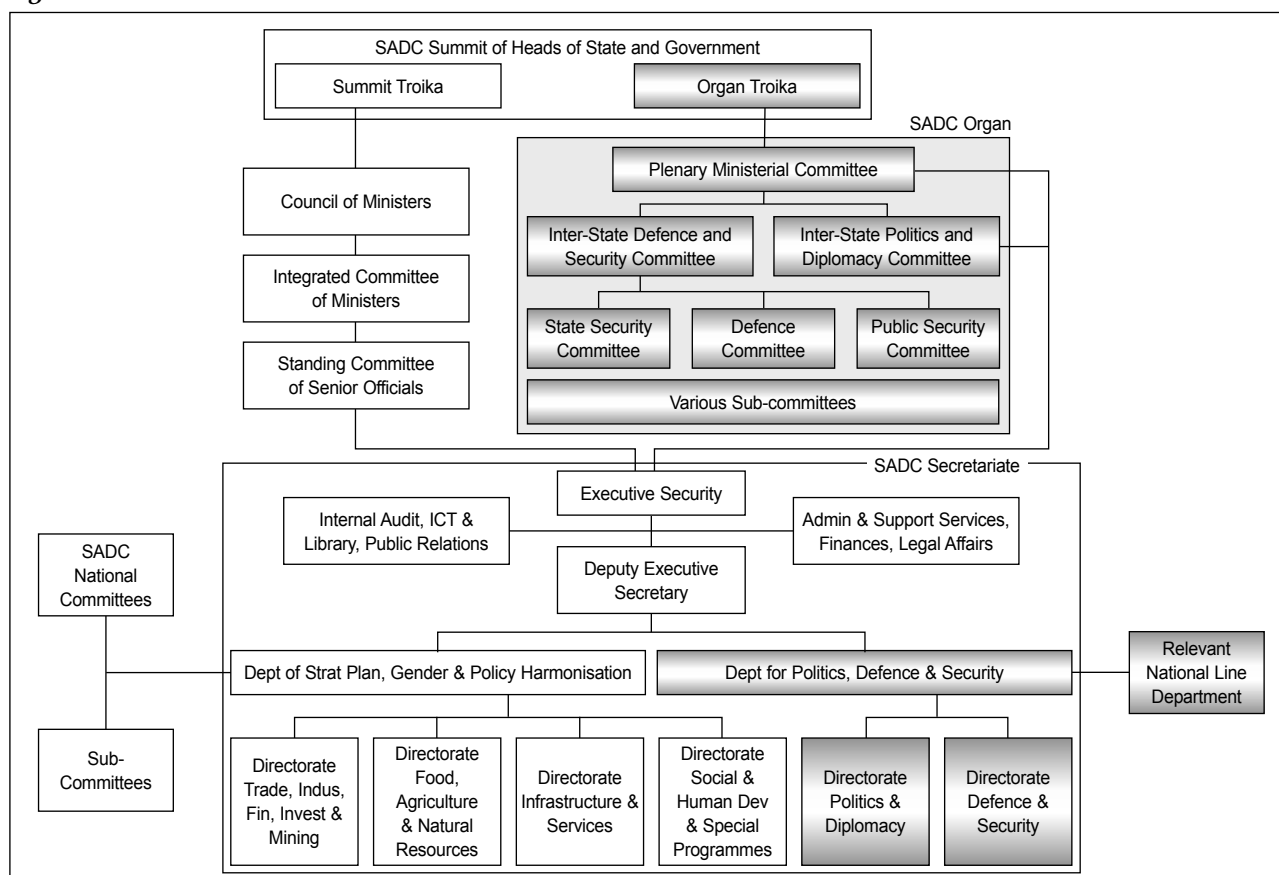 SADC Summit of Heads of State and Government
Summit Troika
Organ Troika
SADC Organ
Plenary Ministerial Committee
Council of Ministers
Inter-State Defence and
Security Committee
Inter-State Politics and
Diplomacy Committee
Integrated Committee
of Ministers
State Security
Committee
Defence
Committee
Public Security
Committee
Standing Committee
of Senior Officials
Various Sub-committees
SADC Secretariate
Executive Security
Internal Audit, ICT &
Library, Public Relations
Admin & Support Services,
Finances, Legal Affairs
SADC
National
Committees
Deputy Executive
Secretary
Dept of Strat Plan, Gender & Policy Harmonisation
Dept for Politics, Defence & Security
Relevant
National Line
Department
Sub-
Committees
Directorate
Trade, Indus,
Fin, Invest &
Mining
Directorate
Food,
Agriculture
& Natural
Resources
Directorate
Infrastructure &
Services
Directorate
Social &
Human Dev
& Special
Programmes
Directorate
Politics &
Diplomacy
Directorate
Defence &
Security